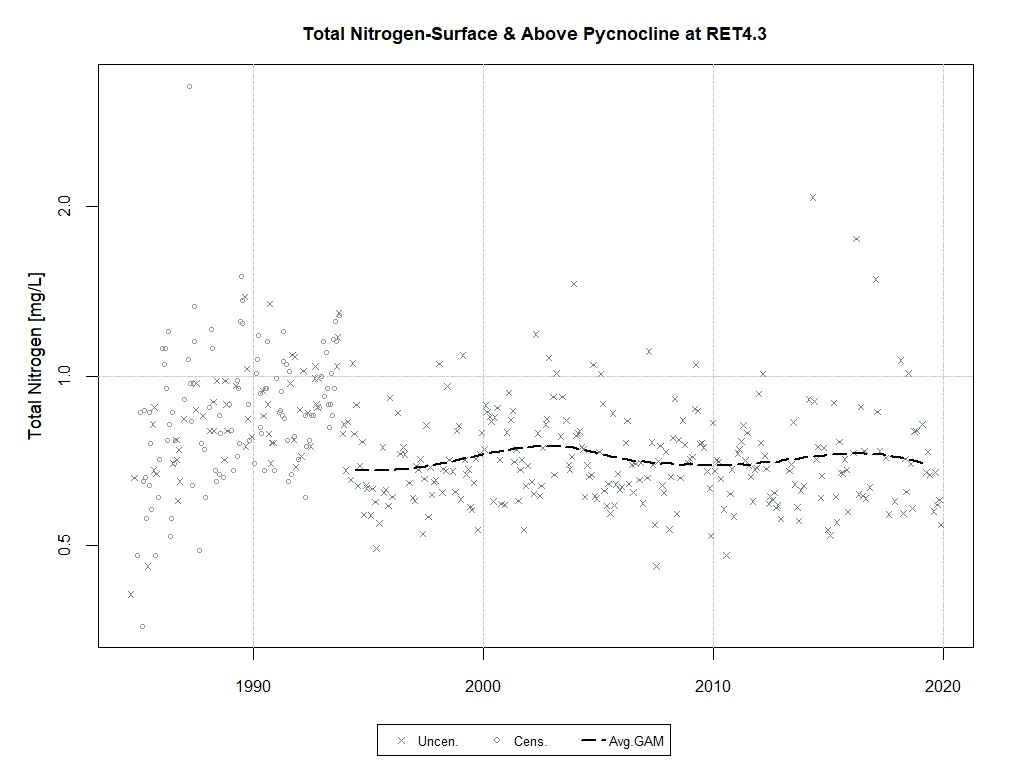 Total Nitrogen-Surface & Above Pycnocline at RET4.3
Total Nitrogen [mg/L]
2.0
1.0
0.5
1990 2000 2010 2020
Uncen. Cens. Avg.GAM